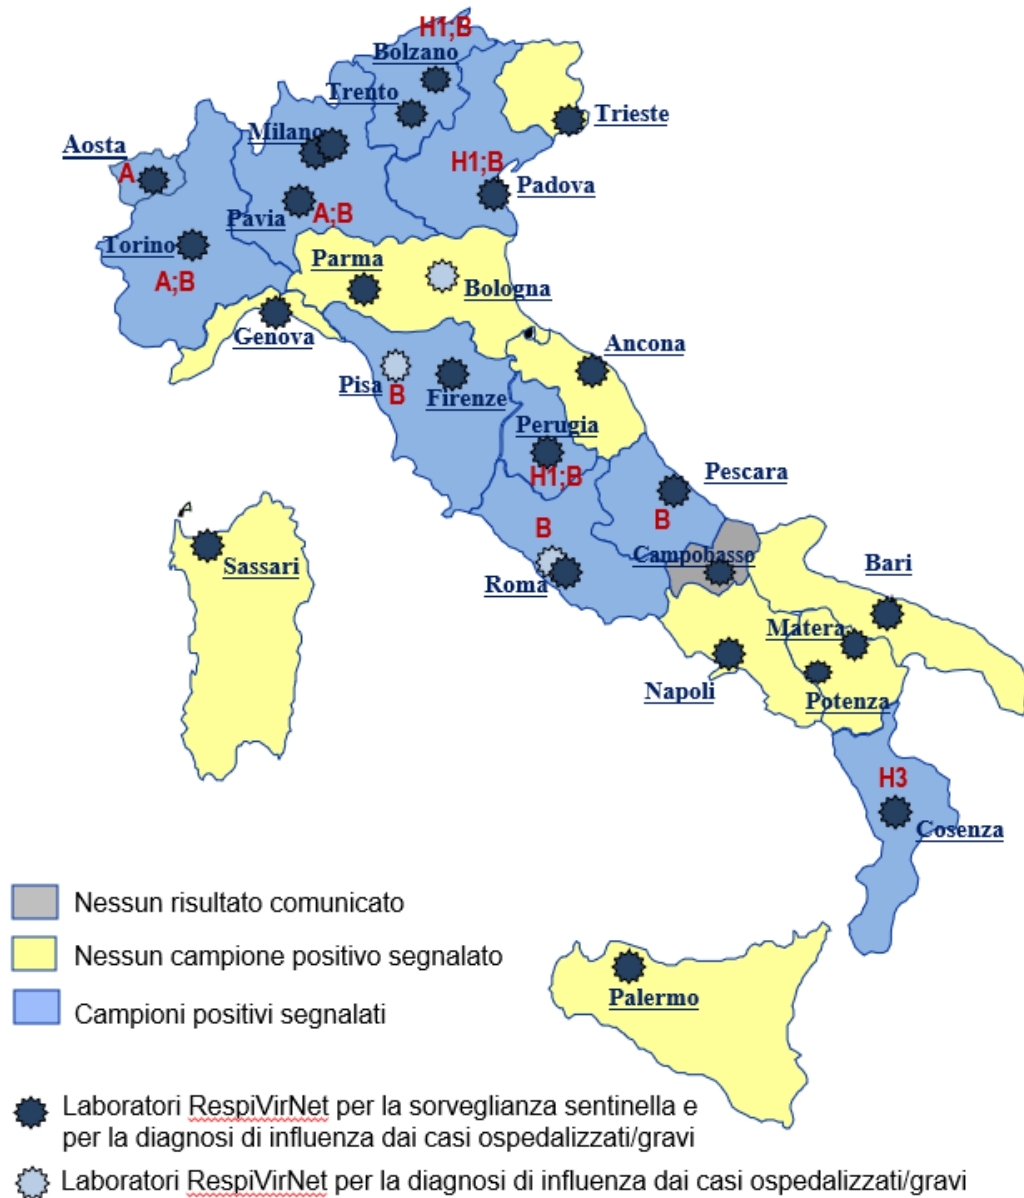 H1;B
Bolzano
Trento
Trieste
Milano
Aosta
A
H1;B
Padova
Pavia
A;B
Torino
A;B
Parma
Bologna
Genova
Ancona
Pisa
B
Firenze
Perugia
H1;B
Pescara
B
B
Campobasso
Roma
Sassari
Bari
Matera
Napoli
Potenza
H3
Cosenza
Nessun risultato comunicato
Nessun campione positivo segnalato
Campioni positivi segnalati
Palermo
Laboratori RespiVirNet per la sorveglianza sentinella e
per la diagnosi di influenza dai casi ospedalizzati/gravi
Laboratori RespiVirNet per la diagnosi di influenza dai casi ospedalizzati/gravi